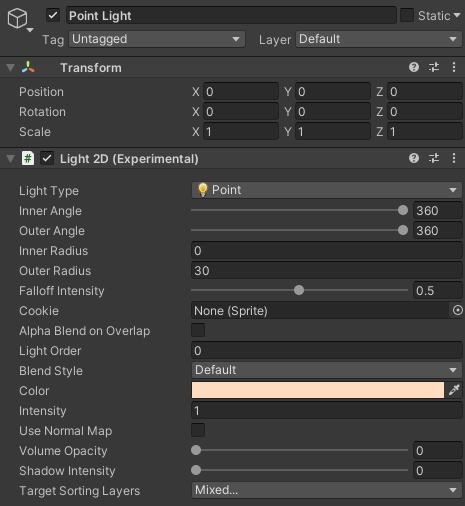 Point Light Static
Tag Untagged Layer Default
Transform
Position X 0 Y 0 Z 0
Rotation X 0 Y 0 Z 0
Scale X 1 Y 1 Z 1
# Light 2D (Experimental)
Light Type Point
Inner Angle 360
Outer Angle 360
Inner Radius 0
Outer Radius 30
Falloff Intensity 0.5
Cookie None (Sprite)
Alpha Blend on Overlap
Light Order 0
Blend Style Default
Color
Intensity 1
Use Normal Map
Volume Opacity 0
Shadow Intensity 0
Target Sorting Layers Mixed...